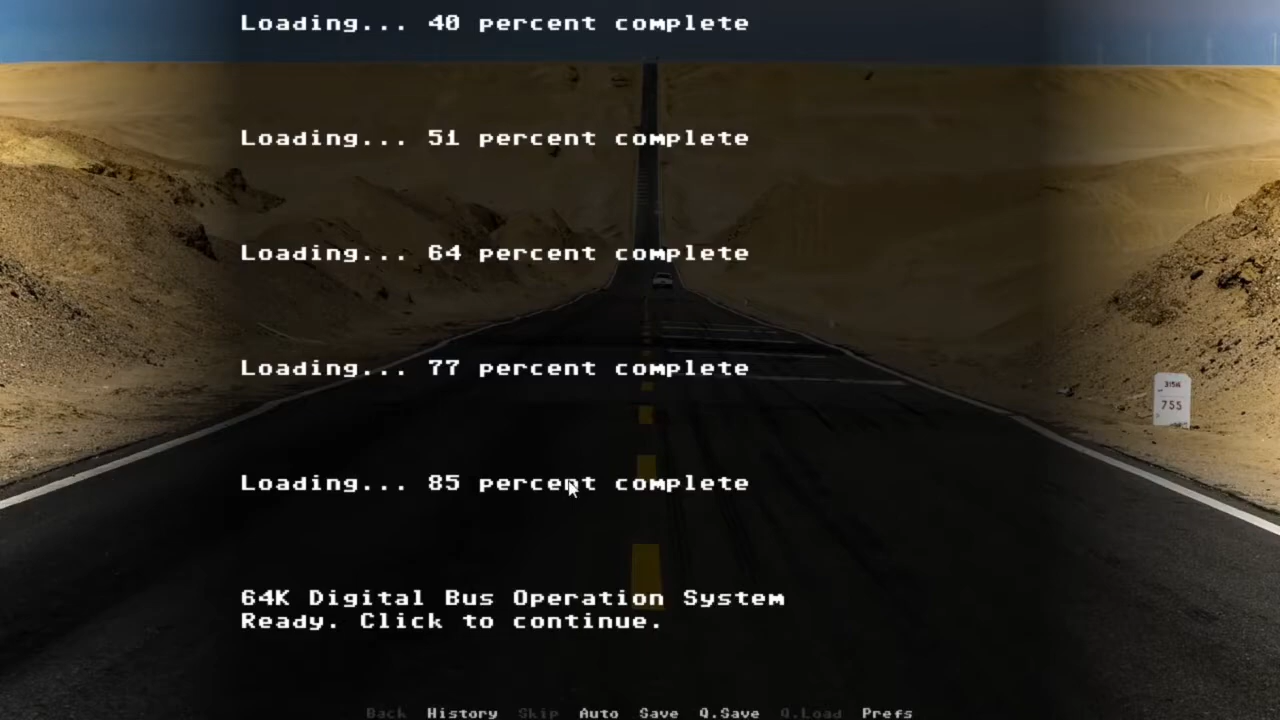 Loading... 40 percent complete
Loading... 51 percent complete
Loading... 64 percent complete
Loading... 77 percent complete
Loading... 85 percent complete
755
64K Digital Bus Operation System
Ready. Click to continue.
Back History Skip Auto Save Q.Save Q.Load Prefs